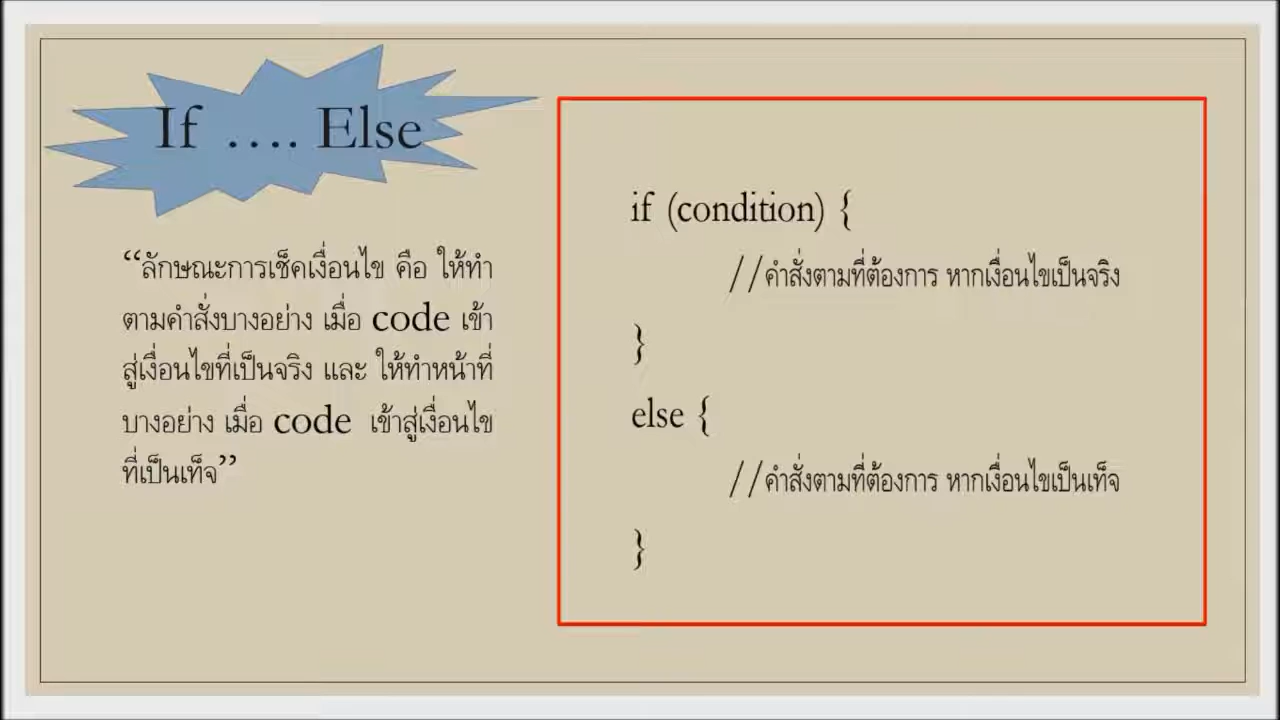 If …. Else
“ลักษณะการเช็คเงื่อนไข คือ ให้ทำ
ตามคำสั่งบางอย่าง เมื่อ code เข้า
สู่เงื่อนไขที่เป็นจริง และ ให้ทำหน้าที่
บางอย่าง เมื่อ code เข้าสู่เงื่อนไข
ที่เป็นเท็จ”
if (condition) {
//คำสั่งตามที่ต้องการ หากเงื่อนไขเป็นจริง
}
else {
//คำสั่งตามที่ต้องการ หากเงื่อนไขเป็นเท็จ
}